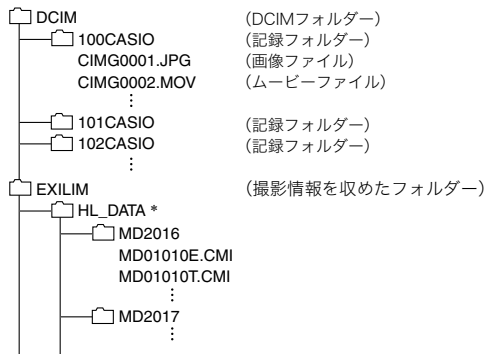 DCIM (DCIMフォルダー)
100CASIO (記録フォルダー)
CIMG0001.JPG (画像ファイル)
CIMG0002.MOV (ムービーファイル)
101CASIO (記録フォルダー)
102CASIO (記録フォルダー)
EXILIM (撮影情報を収めたフォルダー)
HL_DATA *
MD2016
MD01010E.CMI
MD01010T.CMI
MD2017